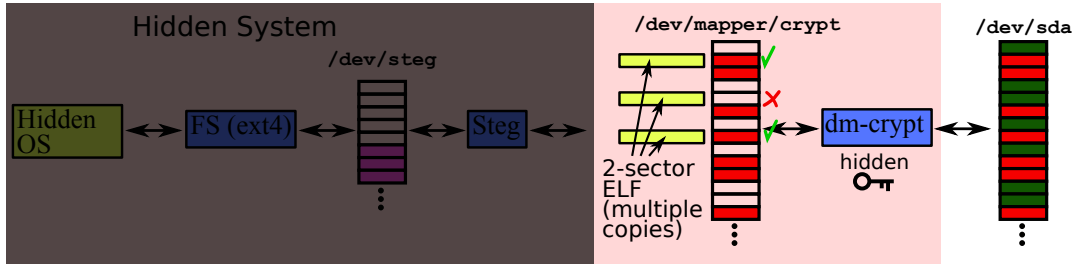 Hidden System
/dev/mapper/crypt
/dev/sda
/dev/steg
Hidden
OS
FS (ext4)
Steg
dm-crypt
hidden
2-sector
ELF
(multiple
copies)